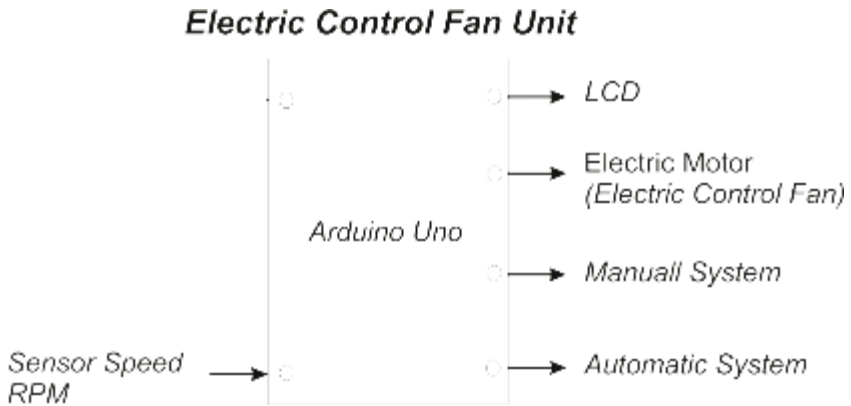 Electric Control Fan Unit
LCD
Electric Motor
(Electric Control Fan)
Arduino Uno
Manuall System
Sensor Speed
RPM
Automatic System